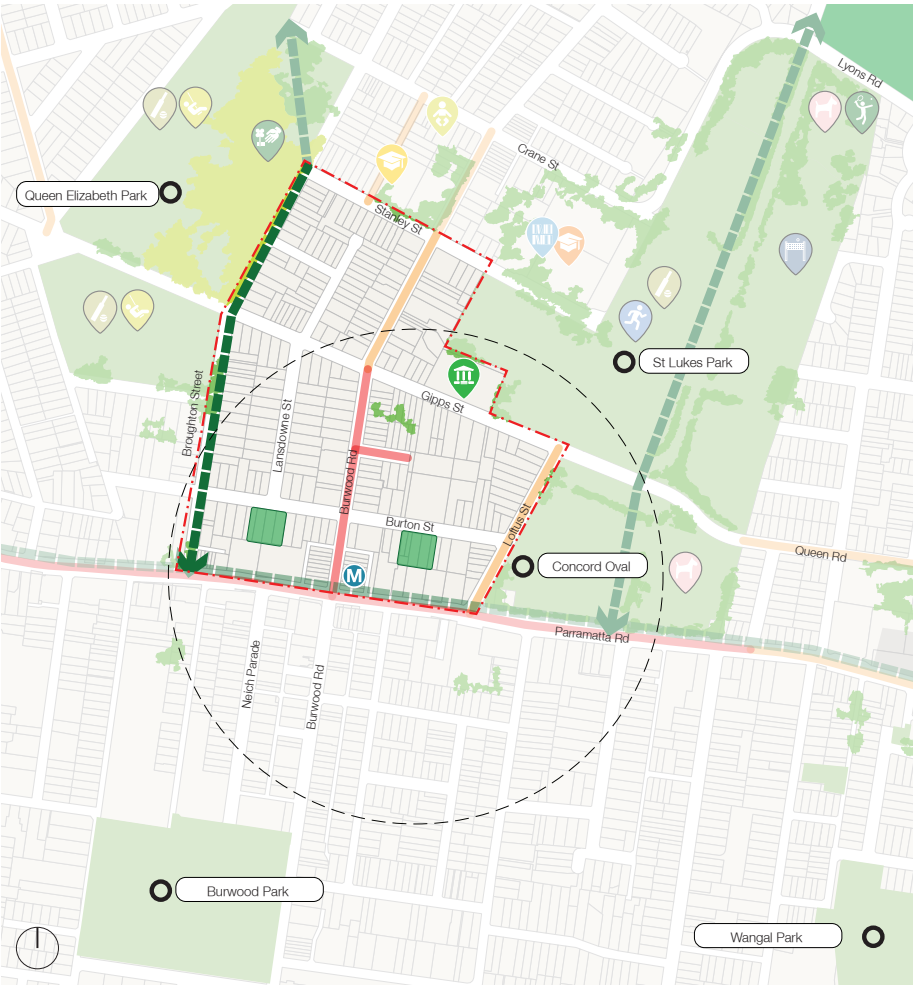 Lyons Rd
Crane St
Queen Elizabeth Park
Stanley St
St Lukes Park
Gipps St
Broughton Street
Lansdowne St
Burwood Rd
Burton St
Loftus St
Queen Rd
Concord Oval
M
Parramatta Rd
Neich Parade
Burwood Rd
Burwood Park
Wangal Park